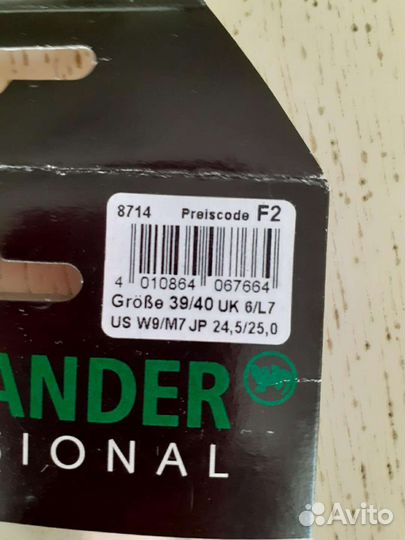 8714 Preiscode F2
4 010864 067664
Größe 39/40 UK 6/L7
US W9/M7 JP 24,5/25,0
ANDER
SIONAL
Avito